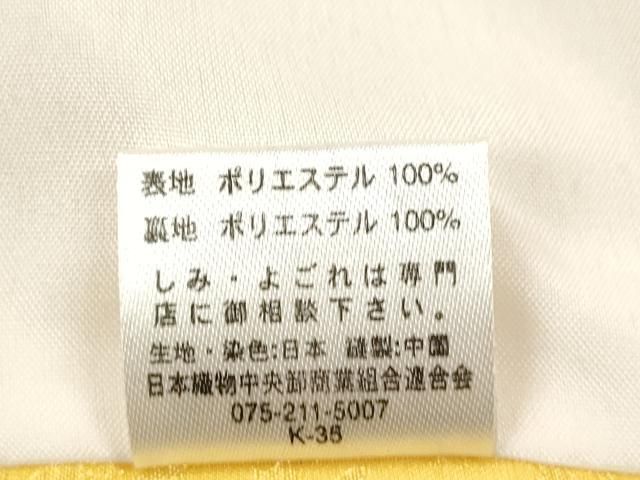 表地 ポリエステル 100%
裏地 ポリエステル 100%
しみ・よごれは専門
店に御相談下さい。
生地・染色:日本 縫製:中国
日本織物中央卸商業組合連合会
075-211-5007
K-35